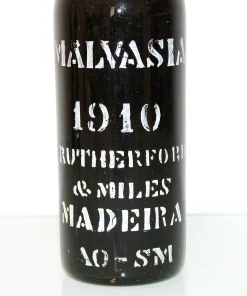 MALVASIA
1910
RUTHERFORD
& MILES
MADEIRA
AO-SM